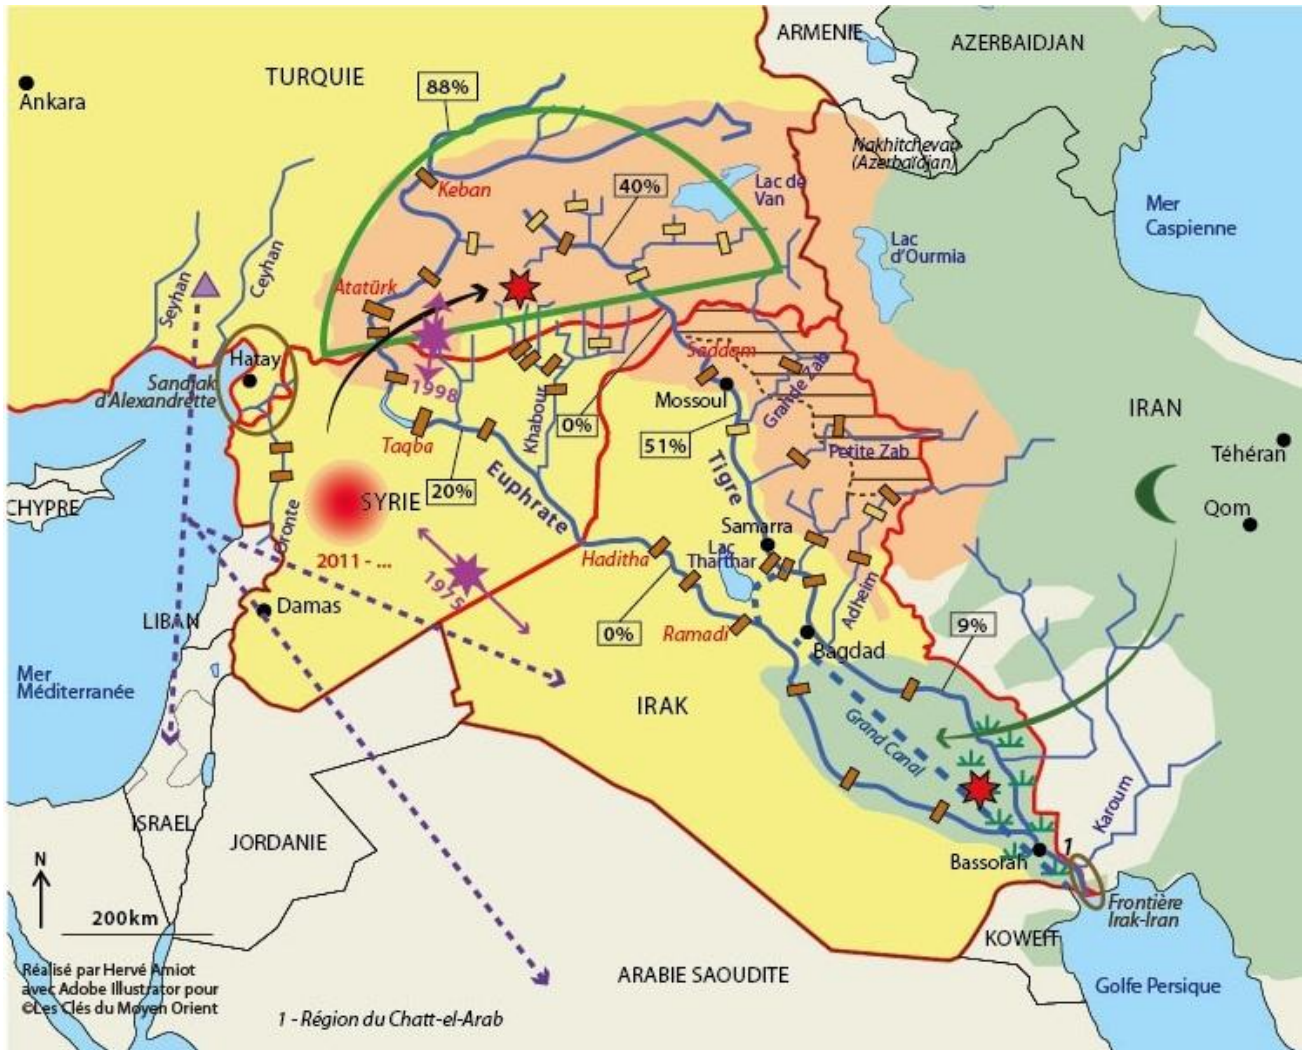 ARMENIE
AZERBAIDJAN
TURQUIE
88%
Ankara
Nakhitchevan
(Azerbaïdjan)
Keban
40%
Lac de
Van
Mer
Caspienne
Lac
d'Ourmia
Seyhan
Ceyhan
Atatürk
Hatay
Sandjak
d'Alexandrette
1998
Saddam
Mossoul
Grande Zab
IRAN
Khabour
0%
51%
Petite Zab
Téhéran
Taqba
Tigre
Qom
CHYPRE
SYRIE
20%
Euphrate
Samarra
Oronte
Haditha
Lac
Tharthar
2011 - ...
1975
Adheim
Damas
LIBAN
0%
Ramadi
9%
Bagdad
Mer
Méditerranée
IRAK
Grand Canal
Karoum
ISRAEL
JORDANIE
Bassorah
1
N
200km
Frontière
Irak-Iran
KOWEIT
Réalisé par Hervé Amiot
avec Adobe Illustrator pour
©Les Clés du Moyen Orient
ARABIE SAOUDITE
Golfe Persique
1 - Région du Chatt-el-Arab